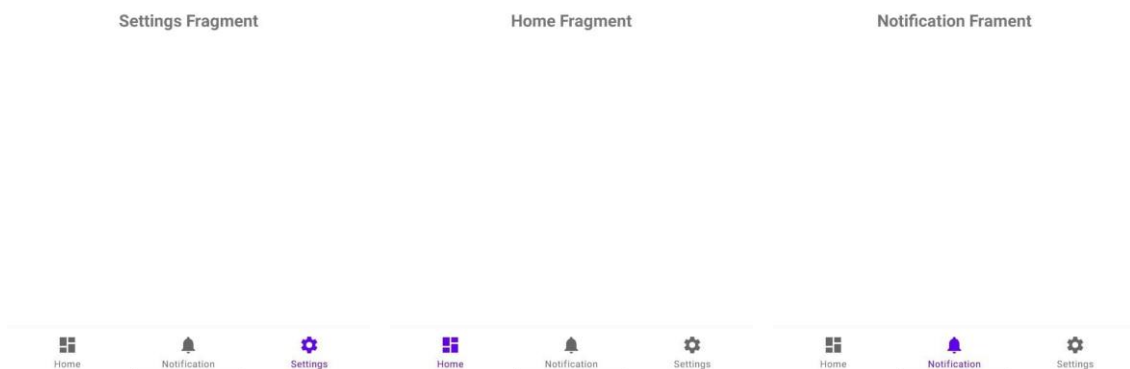 Settings Fragment
Home Fragment
Notification Frament
Home Notification Settings
Home Notification Settings
Home Notification Settings